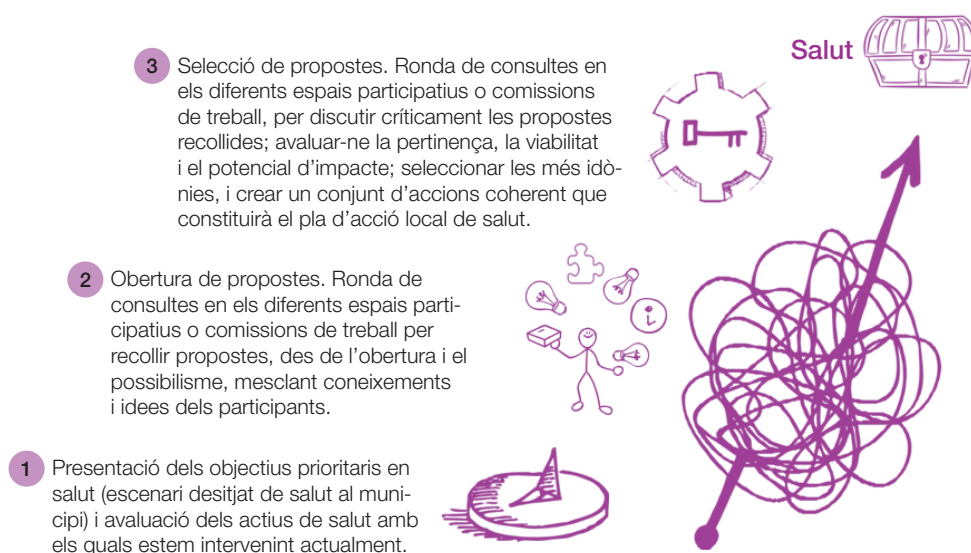 Salut
3 Selecció de propostes. Ronda de consultes en
els diferents espais participatius o comissions
de treball, per discutir críticament les propostes
recollides; avaluar-ne la pertinença, la viabilitat
i el potencial d'impacte; seleccionar les més idò-
nies, i crear un conjunt d'accions coherent que
constituirà el pla d'acció local de salut.
2 Obertura de propostes. Ronda de
consultes en els diferents espais parti-
cipatius o comissions de treball per
recollir propostes, des de l'obertura i el
possibilisme, mesclant coneixements
i idees dels participants.
1 Presentació dels objectius prioritaris en
salut (escenari desitjat de salut al muni-
cipi) i avaluació dels actius de salut amb
els quals estem intervenint actualment.